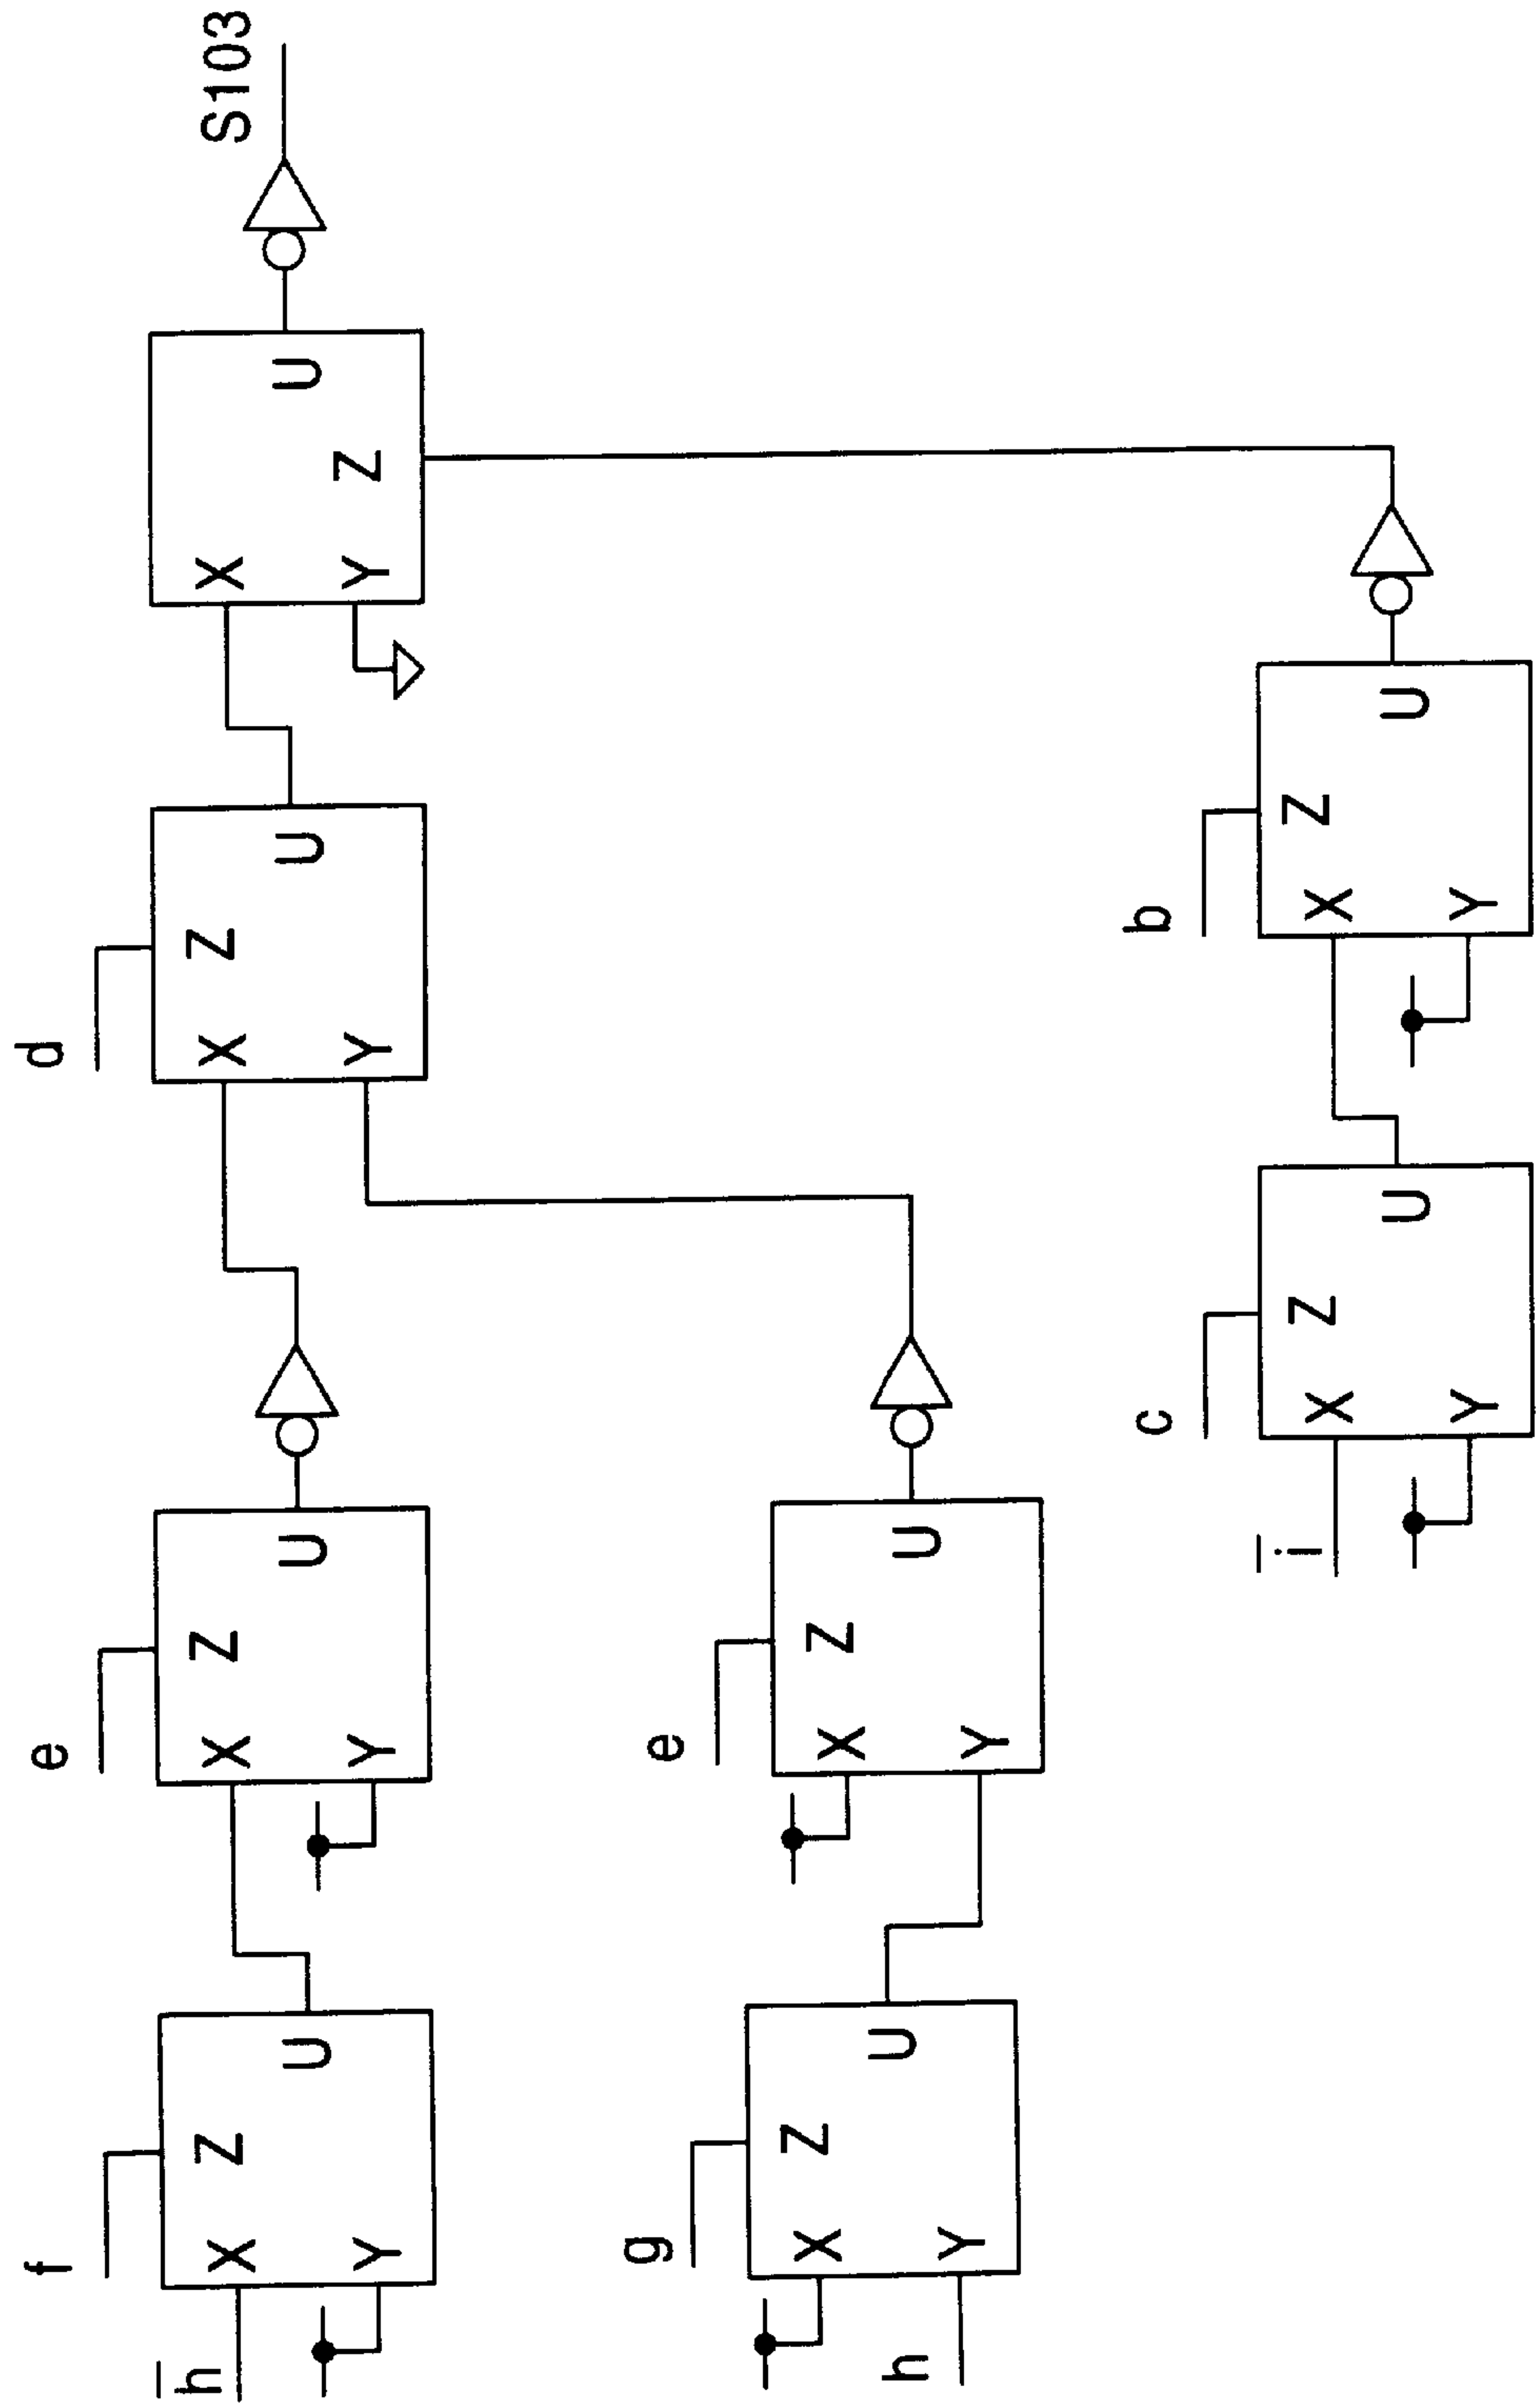 f
h̅
X Z
Y U
e
X Z
Y U
d
X Z
Y U
X
Y Z U
S103
g
h
X Z
Y U
e
X Z
Y U
c
i̅
X Z
Y U
b
X Z
Y U